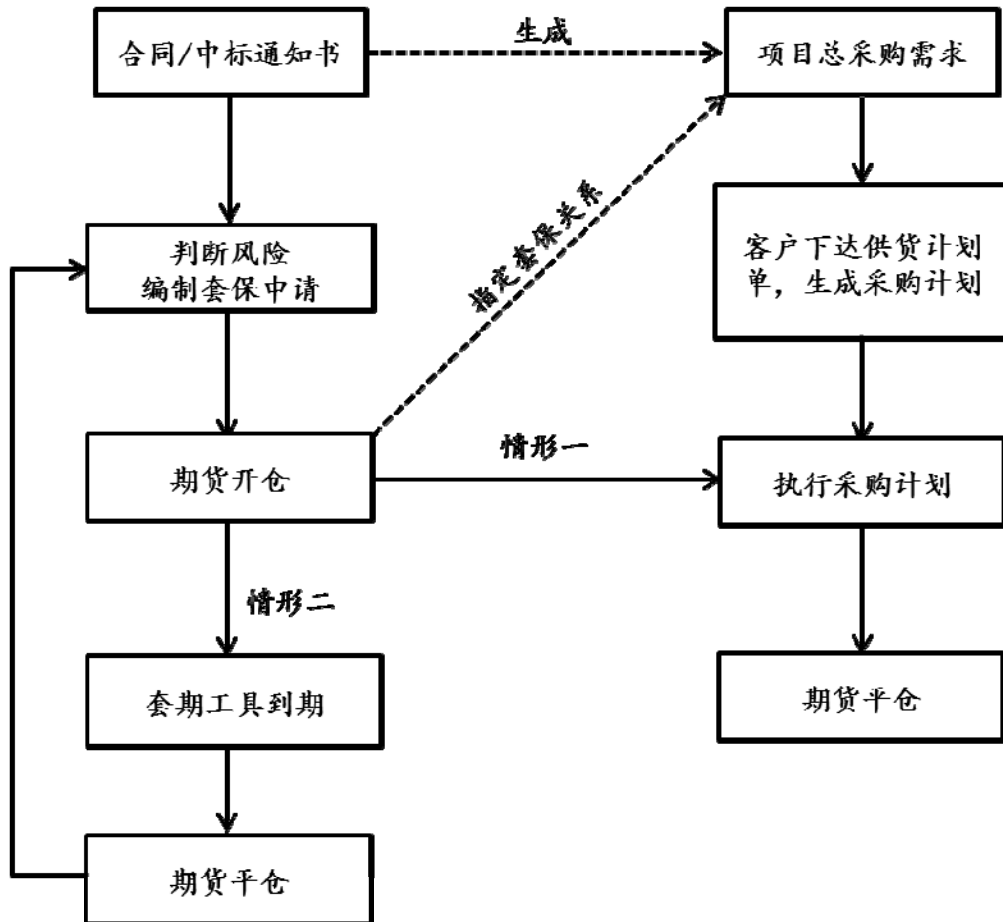 合同/中标通知书
生成
项目总采购需求
判断风险
编制套保申请
指定套保关系
客户下达供货计划
单，生成采购计划
期货开仓
情形一
执行采购计划
情形二
套期工具到期
期货平仓
期货平仓